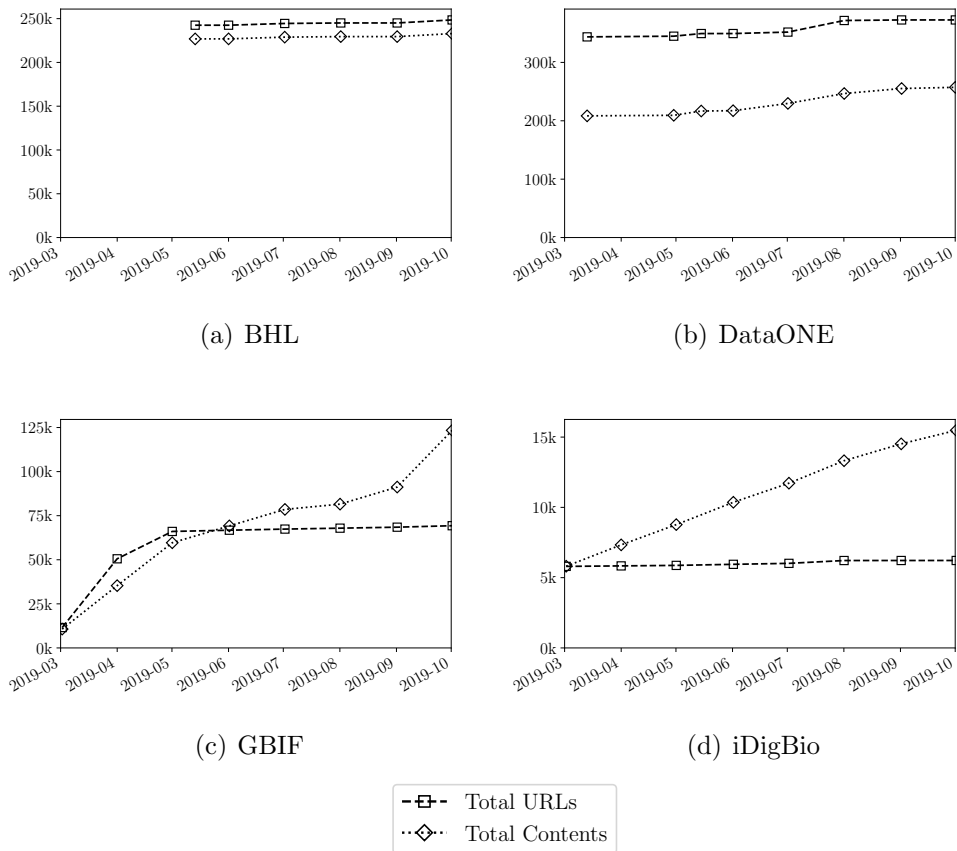 250k
200k
150k
100k
50k
0k
2019-03
2019-04
2019-05
2019-06
2019-07
2019-08
2019-09
2019-10
(a) BHL
300k
200k
100k
0k
2019-03
2019-04
2019-05
2019-06
2019-07
2019-08
2019-09
2019-10
(b) DataONE
125k
100k
75k
50k
25k
0k
2019-03
2019-04
2019-05
2019-06
2019-07
2019-08
2019-09
2019-10
(c) GBIF
15k
10k
5k
0k
2019-03
2019-04
2019-05
2019-06
2019-07
2019-08
2019-09
2019-10
(d) iDigBio
Total URLs
Total Contents